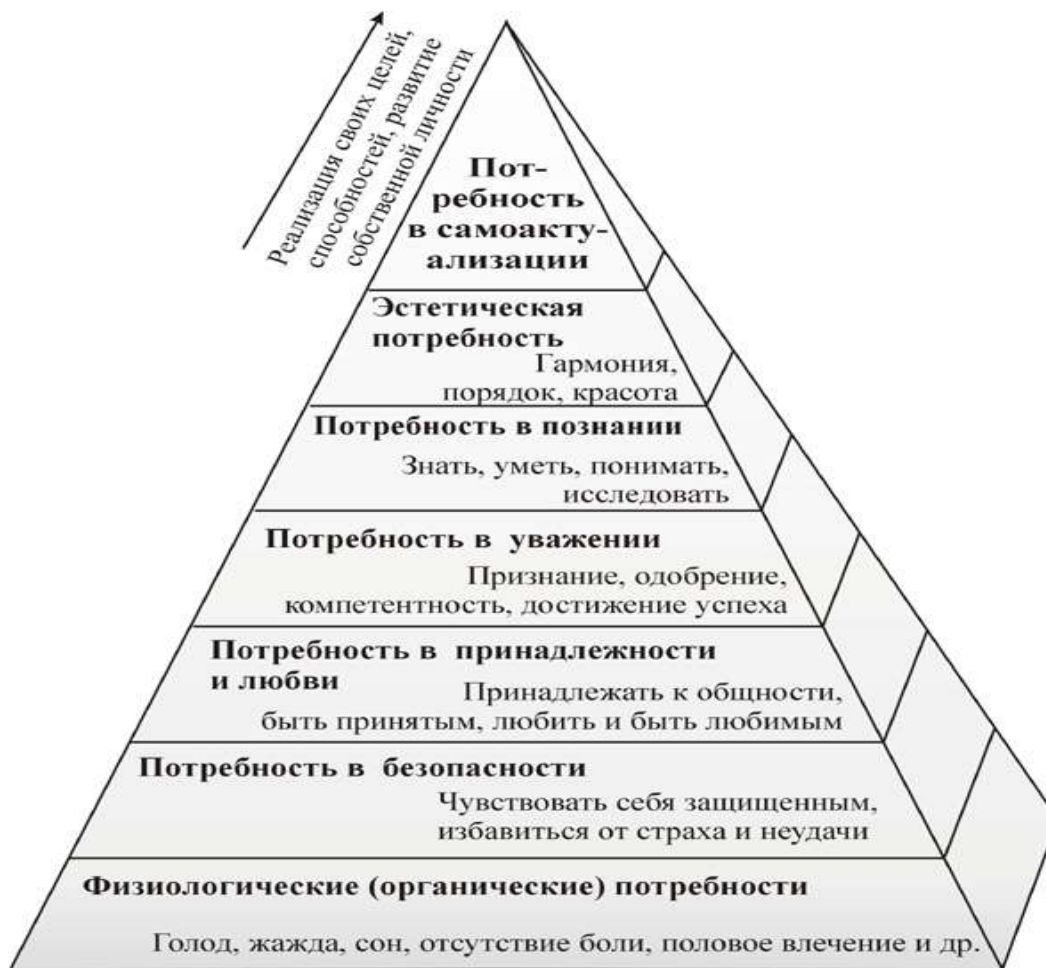 Реализация своих целей,
способностей, развитие
собственной личности
Пот-
ребность
в самоакту-
ализации
Эстетическая
потребность
Гармония,
порядок, красота
Потребность в познании
Знать, уметь, понимать,
исследовать
Потребность в уважении
Признание, одобрение,
компетентность, достижение успеха
Потребность в принадлежности
и любви
Принадлежать к общности,
быть принятым, любить и быть любимым
Потребность в безопасности
Чувствовать себя защищенным,
избавиться от страха и неудачи
Физиологические (органические) потребности
Голод, жажда, сон, отсутствие боли, половое влечение и др.